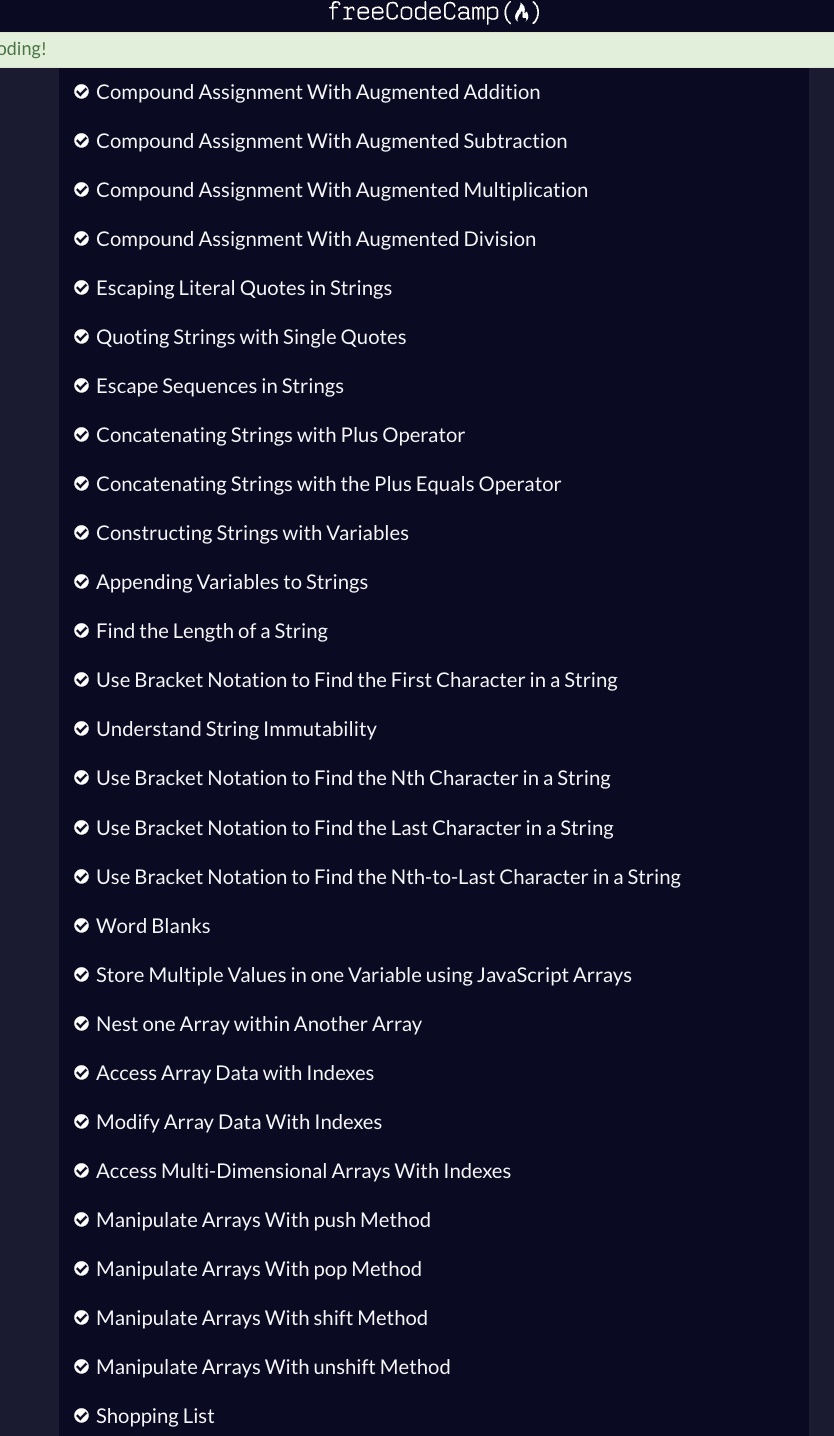 freeCodeCamp(🔥)
oding!
Compound Assignment With Augmented Addition
Compound Assignment With Augmented Subtraction
Compound Assignment With Augmented Multiplication
Compound Assignment With Augmented Division
Escaping Literal Quotes in Strings
Quoting Strings with Single Quotes
Escape Sequences in Strings
Concatenating Strings with Plus Operator
Concatenating Strings with the Plus Equals Operator
Constructing Strings with Variables
Appending Variables to Strings
Find the Length of a String
Use Bracket Notation to Find the First Character in a String
Understand String Immutability
Use Bracket Notation to Find the Nth Character in a String
Use Bracket Notation to Find the Last Character in a String
Use Bracket Notation to Find the Nth-to-Last Character in a String
Word Blanks
Store Multiple Values in one Variable using JavaScript Arrays
Nest one Array within Another Array
Access Array Data with Indexes
Modify Array Data With Indexes
Access Multi-Dimensional Arrays With Indexes
Manipulate Arrays With push Method
Manipulate Arrays With pop Method
Manipulate Arrays With shift Method
Manipulate Arrays With unshift Method
Shopping List